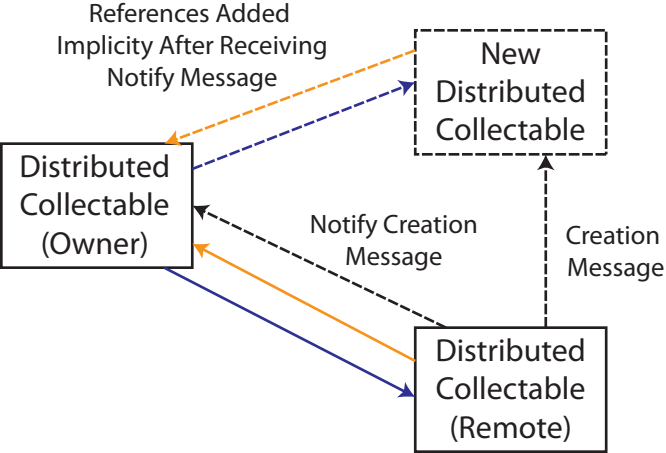 References Added
Implicity After Receiving
Notify Message
New
Distributed
Collectable
Distributed
Collectable
(Owner)
Notify Creation
Message
Creation
Message
Distributed
Collectable
(Remote)